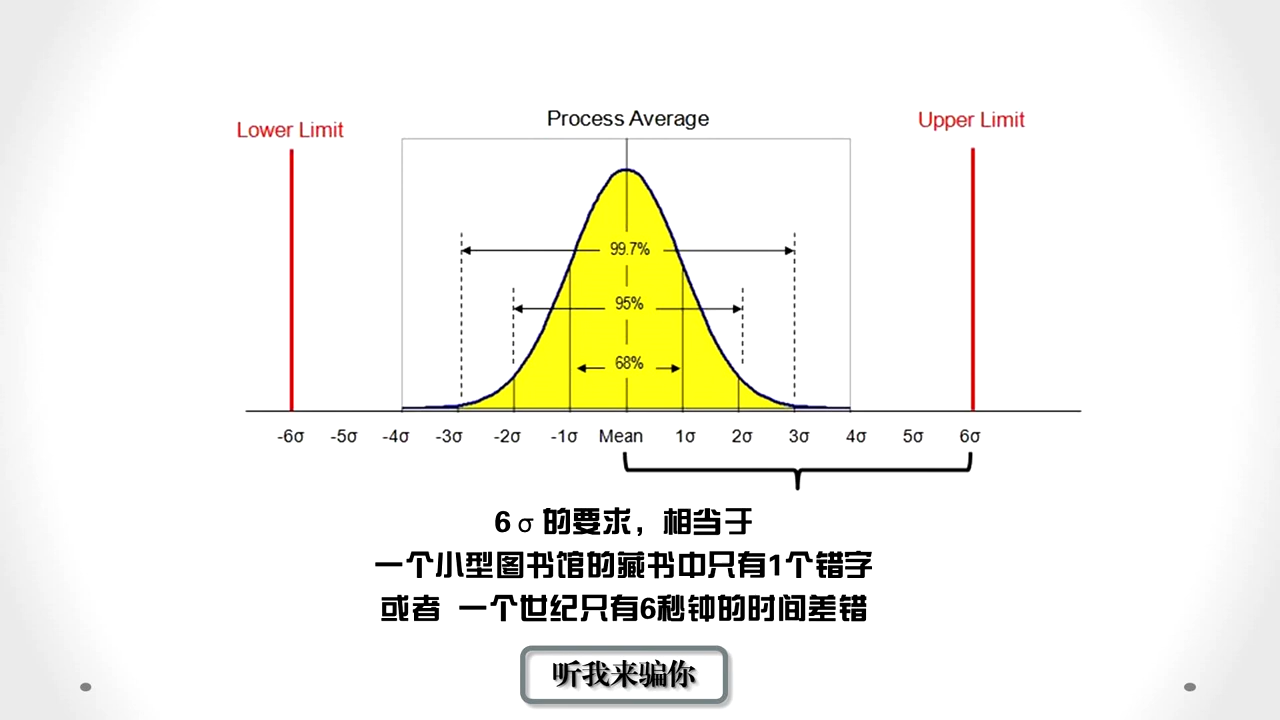 Process Average
Lower Limit
Upper Limit
99.7%
95%
68%
-6σ -5σ -4σ -3σ -2σ -1σ Mean 1σ 2σ 3σ 4σ 5σ 6σ
6σ的要求，相当于
一个小型图书馆的藏书中只有1个错字
或者 一个世纪只有6秒钟的时间差错
听我来骗你